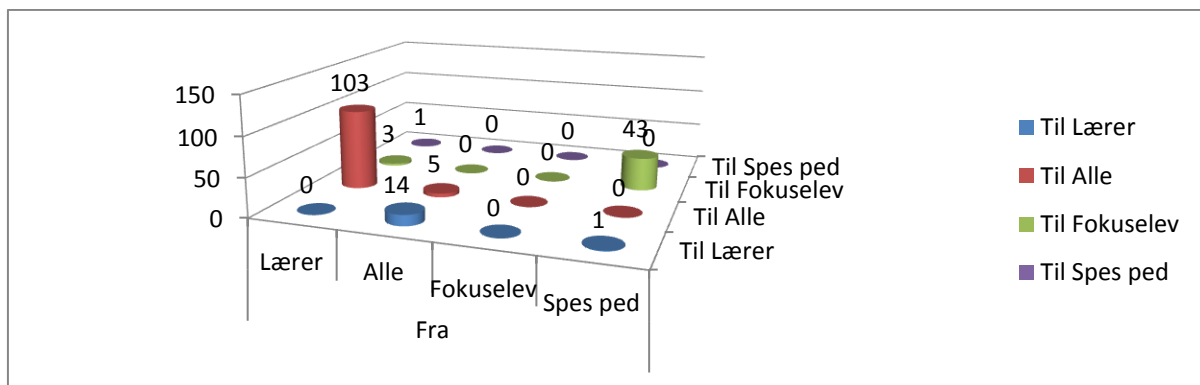 150
100
50
0
103
3
1
0
0
43
0
0
5
0
0
0
14
0
0
1
Lærer
Alle
Fokuselev
Spes ped
Fra
Til Spes ped
Til Fokuselev
Til Alle
Til Lærer
Til Lærer
Til Alle
Til Fokuselev
Til Spes ped